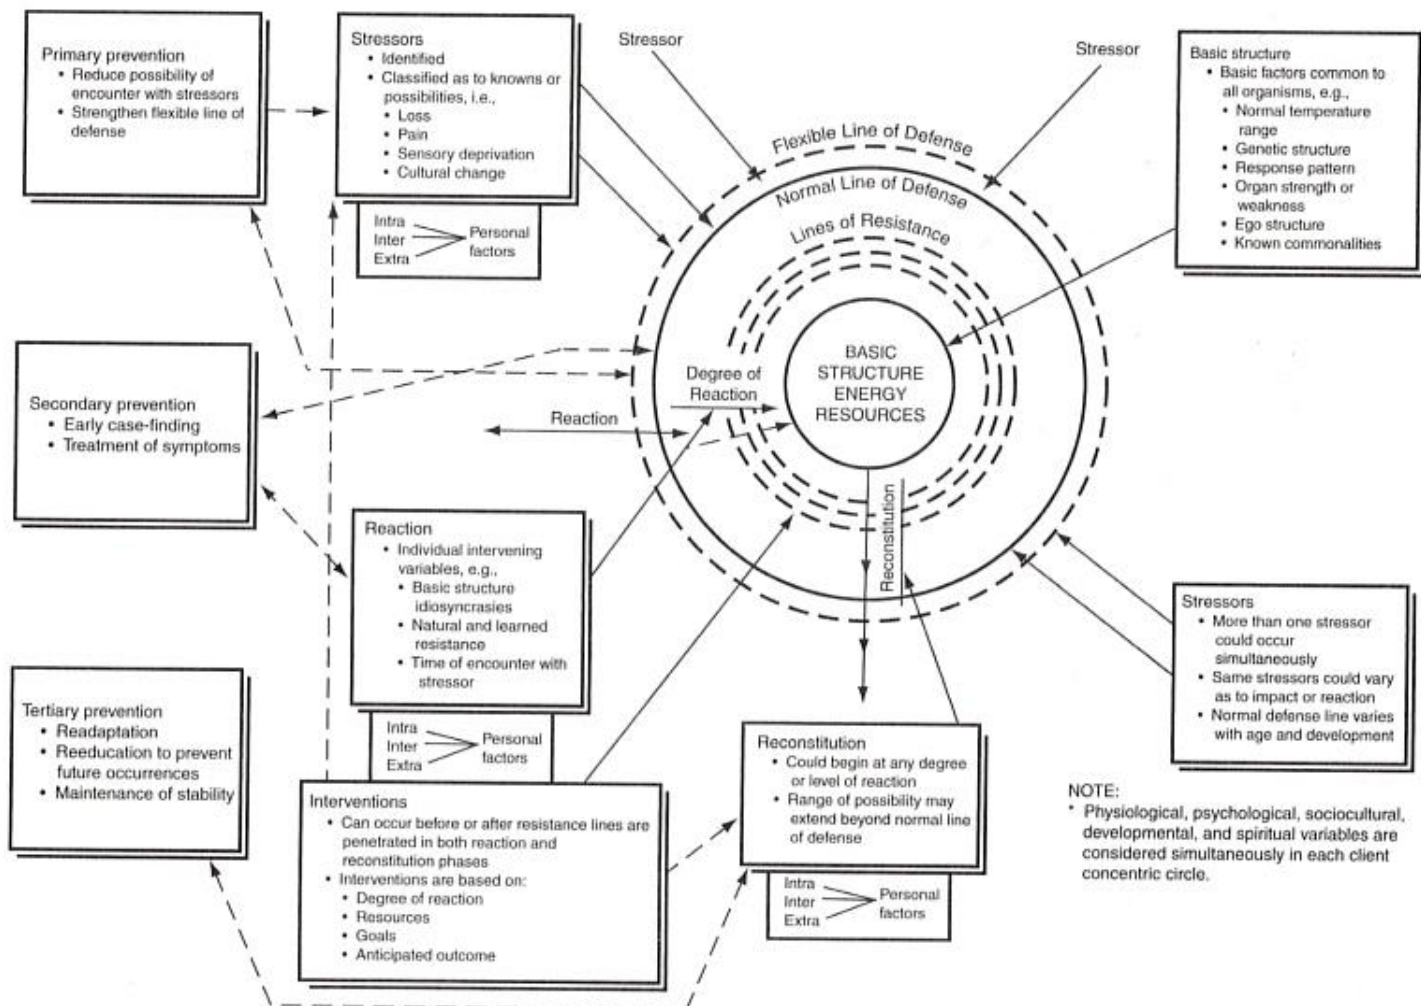 Primary prevention
• Reduce possibility of
encounter with stressors
• Strengthen flexible line of
defense
Stressors
• Identified
• Classified as to knowns or
possibilities, i.e.,
• Loss
• Pain
• Sensory deprivation
• Cultural change
Intra
Inter
Extra
Personal
factors
Stressor
Stressor
Basic structure
• Basic factors common to
all organisms, e.g.,
• Normal temperature
range
• Genetic structure
• Response pattern
• Organ strength or
weakness
• Ego structure
• Known commonalities
Flexible Line of Defense
Normal Line of Defense
Lines of Resistance
BASIC
STRUCTURE
ENERGY
RESOURCES
Degree of
Reaction
Reaction
Reconstitution
Secondary prevention
• Early case-finding
• Treatment of symptoms
Reaction
• Individual intervening
variables, e.g.,
• Basic structure
idiosyncrasies
• Natural and learned
resistance
• Time of encounter with
stressor
Intra
Inter
Extra
Personal
factors
Stressors
• More than one stressor
could occur
simultaneously
• Same stressors could vary
as to impact or reaction
• Normal defense line varies
with age and development
Tertiary prevention
• Readaptation
• Reeducation to prevent
future occurrences
• Maintenance of stability
Interventions
• Can occur before or after resistance lines are
penetrated in both reaction and
reconstitution phases
• Interventions are based on:
• Degree of reaction
• Resources
• Goals
• Anticipated outcome
Reconstitution
• Could begin at any degree
or level of reaction
• Range of possibility may
extend beyond normal line
of defense
Intra
Inter
Extra
Personal
factors
NOTE:
* Physiological, psychological, sociocultural,
developmental, and spiritual variables are
considered simultaneously in each client
concentric circle.